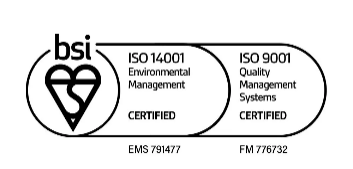 bsi
ISO 14001
Environmental
Management
CERTIFIED
EMS 791477
ISO 9001
Quality
Management
Systems
CERTIFIED
FM 776732